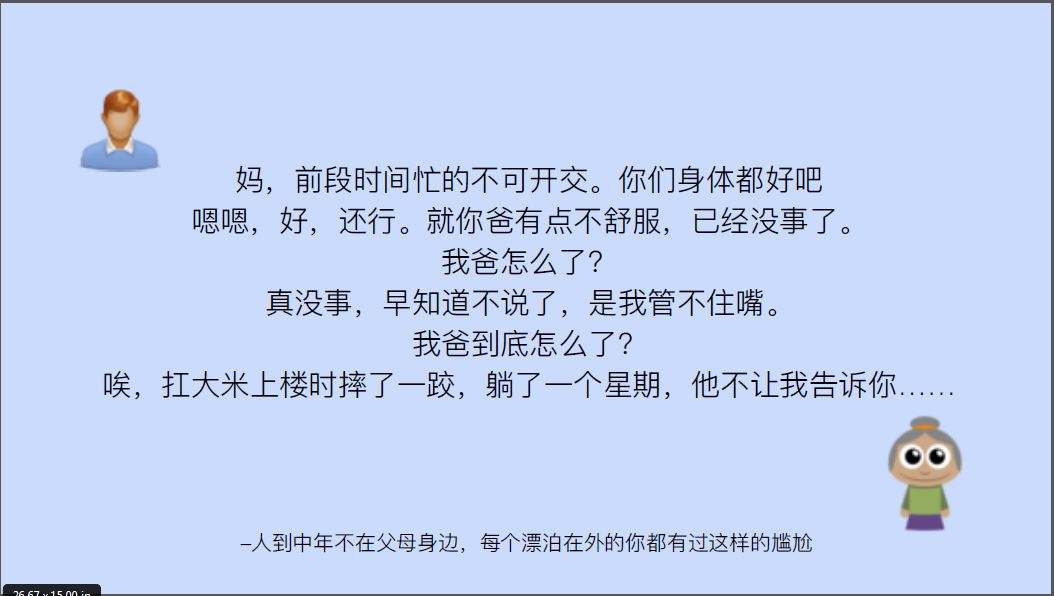 妈，前段时间忙的不可开交。你们身体都好吧
嗯嗯，好，还行。就你爸有点不舒服，已经没事了。
我爸怎么了？
真没事，早知道不说了，是我管不住嘴。
我爸到底怎么了？
唉，扛大米上楼时摔了一跤，躺了一个星期，他不让我告诉你……
–人到中年不在父母身边，每个漂泊在外的你都有过这样的尴尬
26.67 x 15.00 in